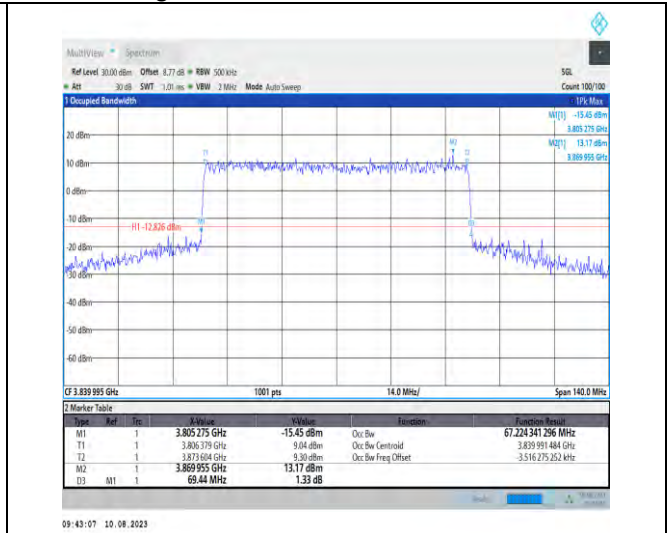 MultiView Spectrum
Ref Level 30.00 dBm Offset 8.77 dB RBW 500 kHz SGL
Att 30 dB SWT 1.01 ms VBW 2 MHz Mode Auto Sweep Count 100/100
1 Occupied Bandwidth 1Pk Max
M1[1] -15.45 dBm
3.805 275 GHz
M2[1] 13.17 dBm
3.869 955 GHz
20 dBm
M2
T1 T2
10 dBm
0 dBm
-10 dBm
H1 -12.826 dBm
M1 D3
-20 dBm
-30 dBm
-40 dBm
-50 dBm
-60 dBm
CF 3.839 995 GHz 1001 pts 14.0 MHz/ Span 140.0 MHz
2 Marker Table
Type Ref Trc X-Value Y-Value Function Function Result
M1 1 3.805 275 GHz -15.45 dBm Occ Bw 67.224 341 296 MHz
T1 1 3.806 379 GHz 9.04 dBm Occ Bw Centroid 3.839 991 484 GHz
T2 1 3.873 604 GHz 9.30 dBm Occ Bw Freq Offset -3.516 275 252 kHz
M2 1 3.869 955 GHz 13.17 dBm
D3 M1 1 69.44 MHz 1.33 dB
09:43:07 10.08.2023